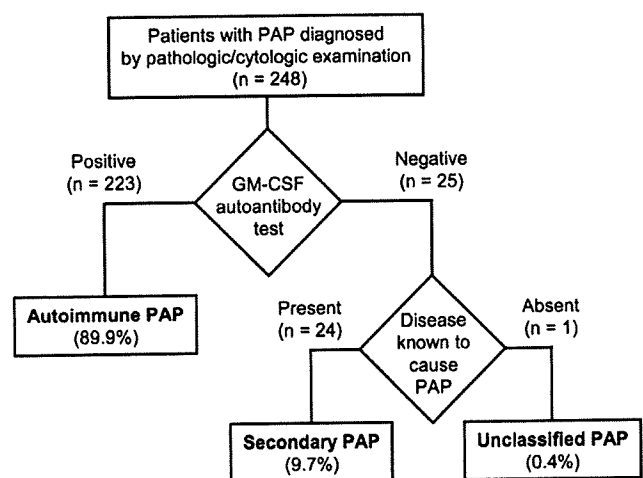 Patients with PAP diagnosed
by pathologic/cytologic examination
(n = 248)
Positive
(n = 223)
GM-CSF
autoantibody
test
Negative
(n = 25)
Autoimmune PAP
(89.9%)
Present
(n = 24)
Disease
known to
cause
PAP
Absent
(n = 1)
Secondary PAP
(9.7%)
Unclassified PAP
(0.4%)